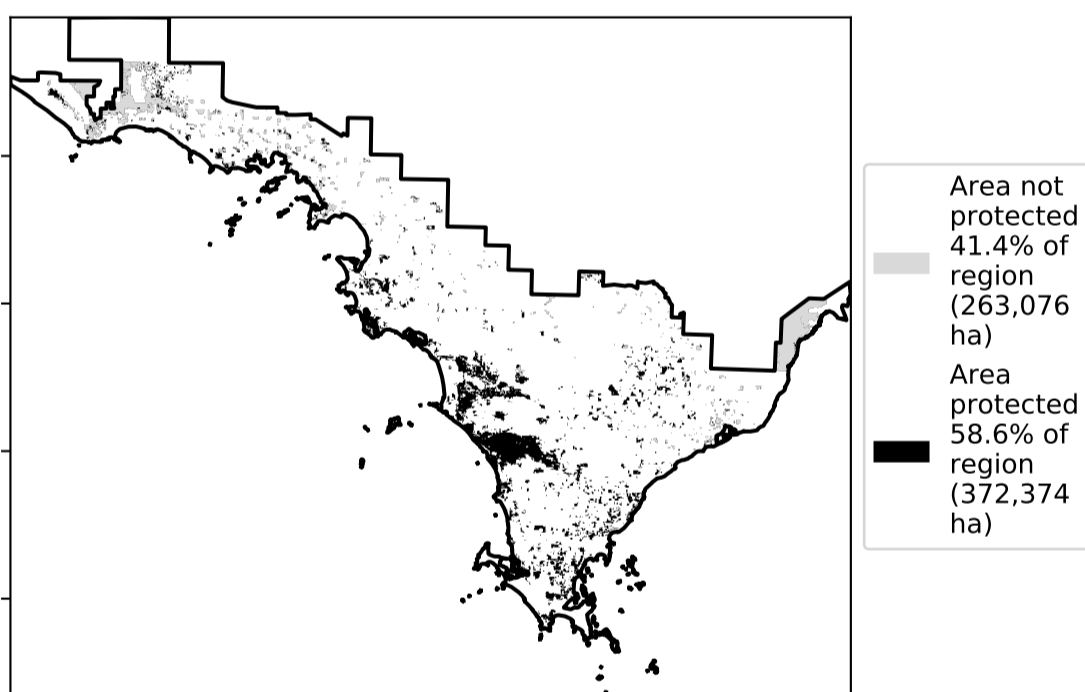 Area not
protected
41.4% of
region
(263,076
ha)
Area
protected
58.6% of
region
(372,374
ha)